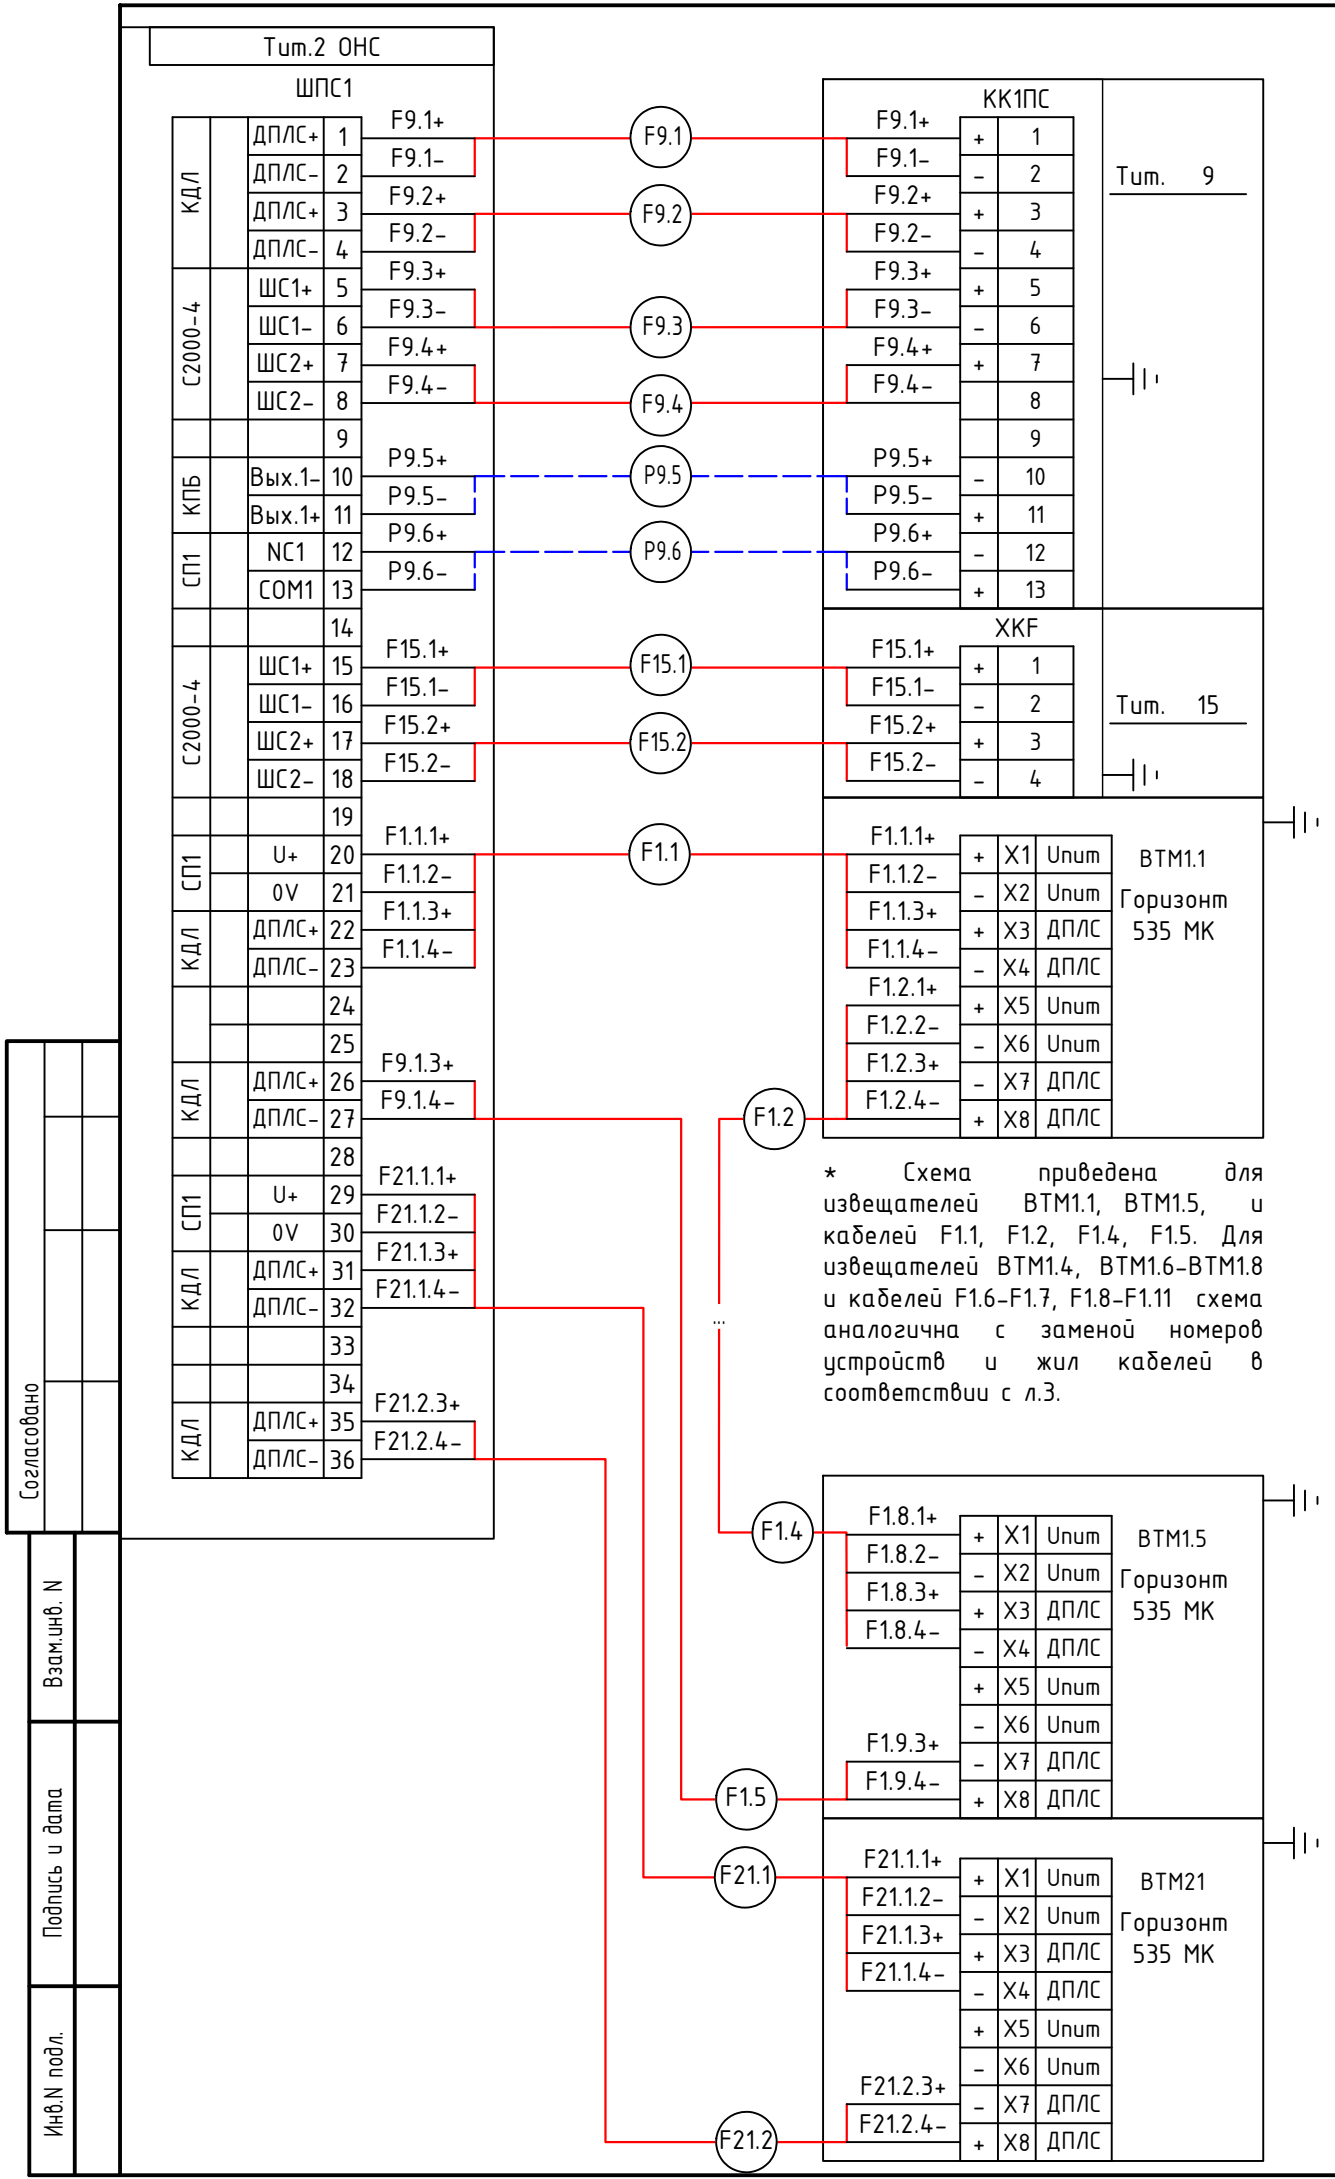 Тит.2 ОНС
ШПС1
КДЛ
ДПЛС+ 1 F9.1+
ДПЛС- 2 F9.1-
ДПЛС+ 3 F9.2+
ДПЛС- 4 F9.2-
С2000-4
ШС1+ 5 F9.3+
ШС1- 6 F9.3-
ШС2+ 7 F9.4+
ШС2- 8 F9.4-
9
КПБ
Вых.1- 10 P9.5+
Вых.1+ 11 P9.5-
СП1
NC1 12 P9.6+
COM1 13 P9.6-
14
С2000-4
ШС1+ 15 F15.1+
ШС1- 16 F15.1-
ШС2+ 17 F15.2+
ШС2- 18 F15.2-
19
СП1
U+ 20 F1.1.1+
0V 21 F1.1.2-
КДЛ
ДПЛС+ 22 F1.1.3+
ДПЛС- 23 F1.1.4-
24
25
КДЛ
ДПЛС+ 26 F9.1.3+
ДПЛС- 27 F9.1.4-
28
СП1
U+ 29 F21.1.1+
0V 30 F21.1.2-
КДЛ
ДПЛС+ 31 F21.1.3+
ДПЛС- 32 F21.1.4-
33
34
КДЛ
ДПЛС+ 35 F21.2.3+
ДПЛС- 36 F21.2.4-
F9.1
F9.2
F9.3
F9.4
P9.5
P9.6
F15.1
F15.2
F1.1
F1.2
...
F1.4
F1.5
F21.1
F21.2
КК1ПС
F9.1+ + 1
F9.1- - 2
F9.2+ + 3
F9.2- - 4
F9.3+ + 5
F9.3- - 6
F9.4+ + 7
F9.4- 8
9
P9.5+ - 10
P9.5- + 11
P9.6+ - 12
P9.6- + 13
Тит. 9
XKF
F15.1+ + 1
F15.1- - 2
F15.2+ + 3
F15.2- - 4
Тит. 15
F1.1.1+ + X1 Uпит
F1.1.2- - X2 Uпит
F1.1.3+ + X3 ДПЛС
F1.1.4- - X4 ДПЛС
F1.2.1+ + X5 Uпит
F1.2.2- - X6 Uпит
F1.2.3+ - X7 ДПЛС
F1.2.4- + X8 ДПЛС
BTM1.1
Горизонт
535 МК
* Схема приведена для
извещателей BTM1.1, BTM1.5, и
кабелей F1.1, F1.2, F1.4, F1.5. Для
извещателей BTM1.4, BTM1.6-BTM1.8
и кабелей F1.6-F1.7, F1.8-F1.11 схема
аналогична с заменой номеров
устройств и жил кабелей в
соответствии с л.3.
F1.8.1+ + X1 Uпит
F1.8.2- - X2 Uпит
F1.8.3+ + X3 ДПЛС
F1.8.4- - X4 ДПЛС
+ X5 Uпит
- X6 Uпит
F1.9.3+ - X7 ДПЛС
F1.9.4- + X8 ДПЛС
BTM1.5
Горизонт
535 МК
F21.1.1+ + X1 Uпит
F21.1.2- - X2 Uпит
F21.1.3+ + X3 ДПЛС
F21.1.4- - X4 ДПЛС
+ X5 Uпит
- X6 Uпит
F21.2.3+ - X7 ДПЛС
F21.2.4- + X8 ДПЛС
BTM21
Горизонт
535 МК
Согласовано
Взам.инв. N
Подпись и дата
Инв.N подл.